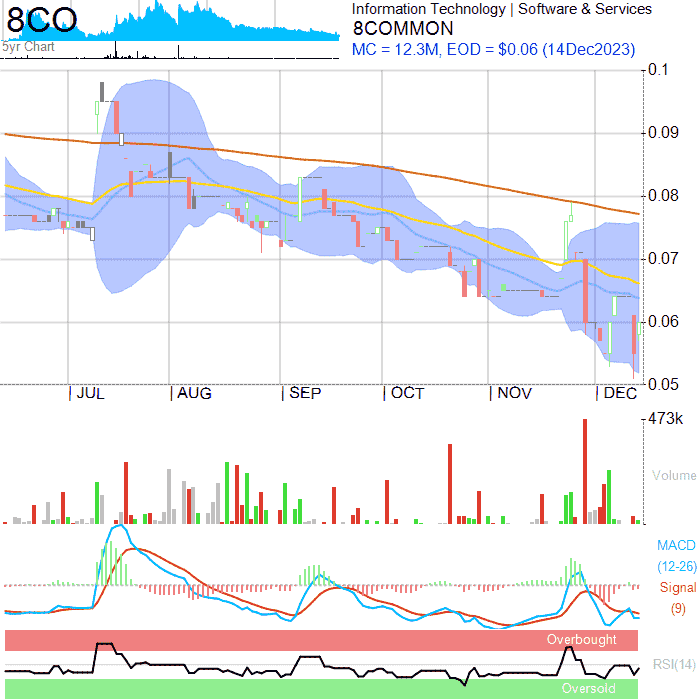 8CO
5yr Chart
Information Technology | Software & Services
8COMMON
MC = 12.3M, EOD = $0.06 (14Dec2023)
0.1
0.09
0.08
0.07
0.06
0.05
JUL
AUG
SEP
OCT
NOV
DEC
473k
Volume
MACD
(12-26)
Signal
(9)
Overbought
RSI(14)
Oversold